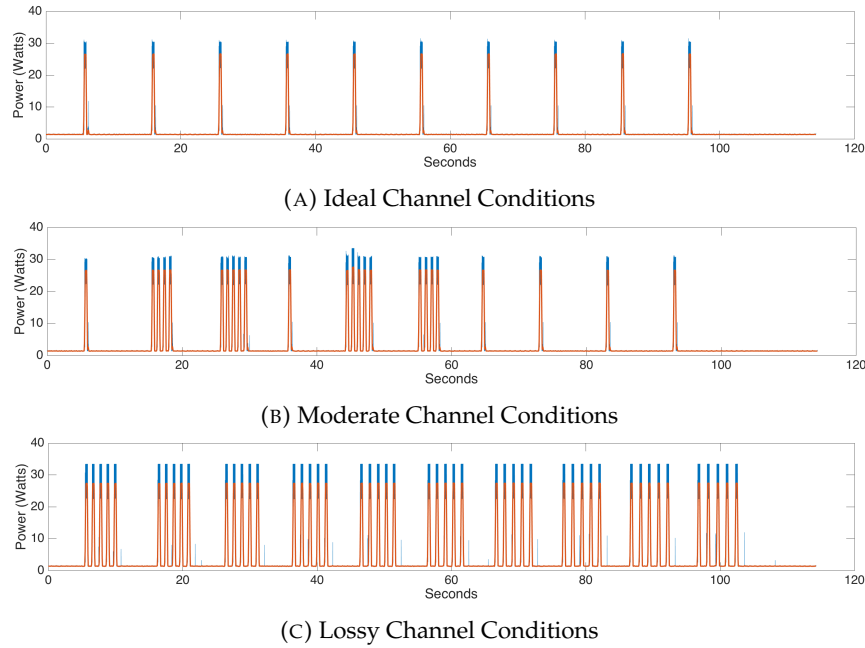 40
30
20
10
0
Power (Watts)
0 20 40 60 80 100 120
Seconds
(A) Ideal Channel Conditions
40
30
20
10
0
Power (Watts)
0 20 40 60 80 100 120
Seconds
(B) Moderate Channel Conditions
40
30
20
10
0
Power (Watts)
0 20 40 60 80 100 120
Seconds
(C) Lossy Channel Conditions